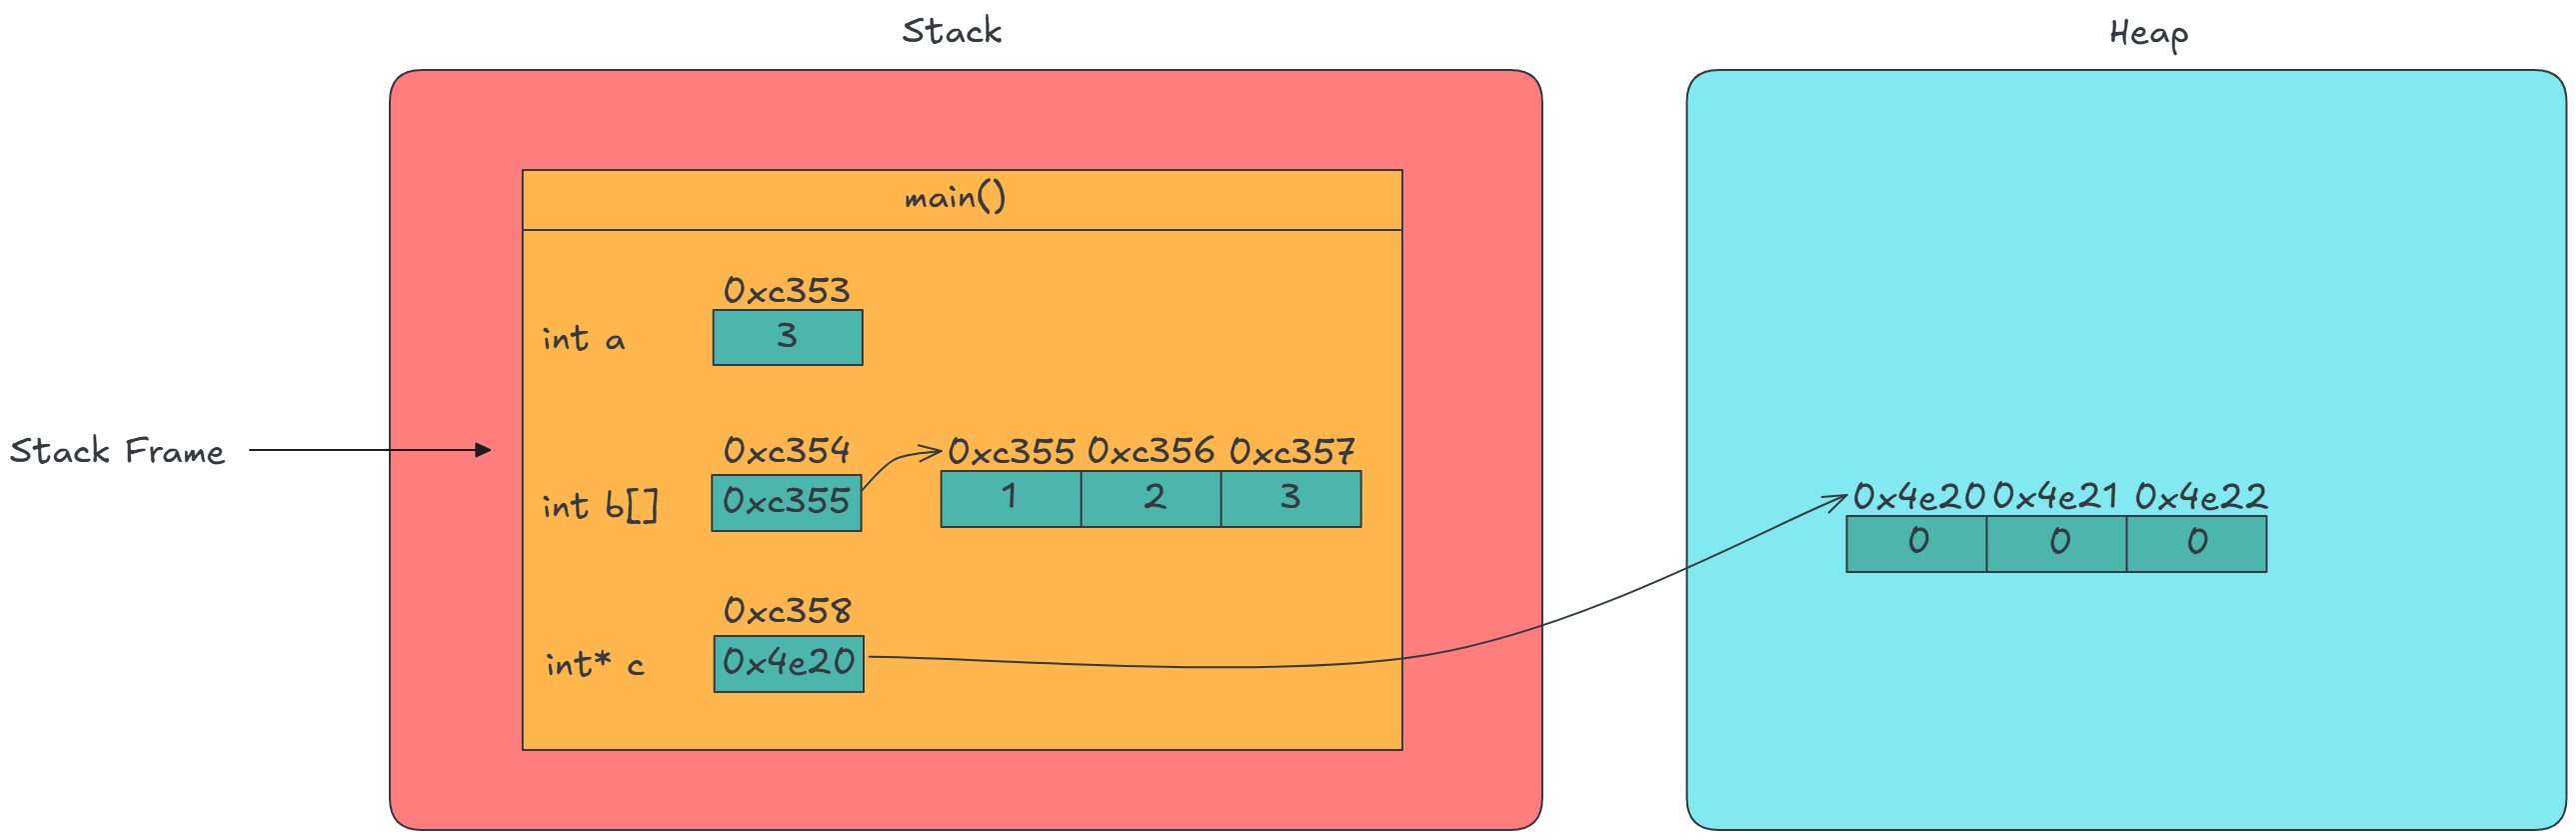 Stack
Heap
main()
0xc353
int a
3
Stack Frame
0xc354
0xc355 0xc356 0xc357
int b[]
0xc355
1 2 3
0x4e20 0x4e21 0x4e22
0 0 0
0xc358
int* c
0x4e20